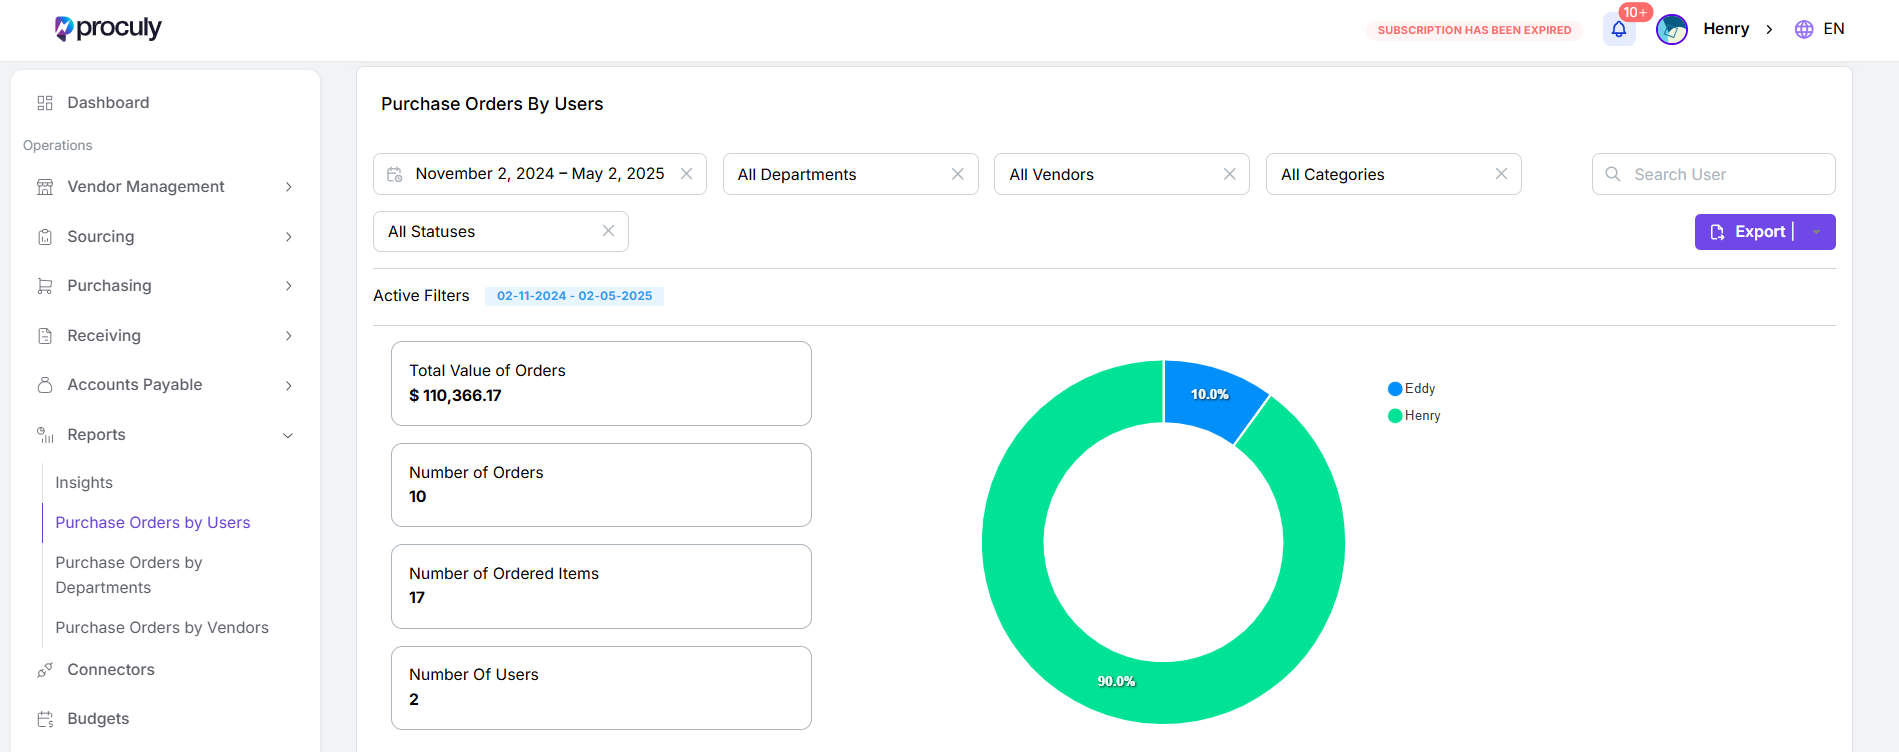 proculy
SUBSCRIPTION HAS BEEN EXPIRED
10+
Henry
EN
Dashboard
Operations
Vendor Management
Sourcing
Purchasing
Receiving
Accounts Payable
Reports
Insights
Purchase Orders by Users
Purchase Orders by
Departments
Purchase Orders by Vendors
Connectors
Budgets
Purchase Orders By Users
November 2, 2024 – May 2, 2025
All Departments
All Vendors
All Categories
Search User
All Statuses
Export
Active Filters
02-11-2024 - 02-05-2025
Total Value of Orders
$ 110,366.17
Number of Orders
10
Number of Ordered Items
17
Number Of Users
2
10.0%
90.0%
Eddy
Henry